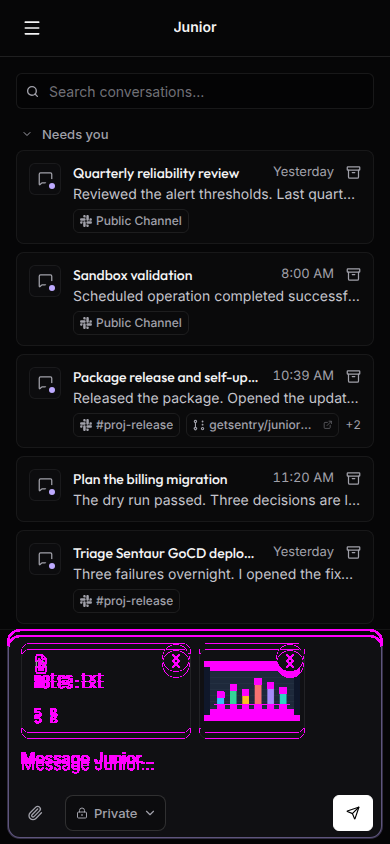 Junior
Search conversations...
Needs you
Quarterly reliability review
Yesterday
Reviewed the alert thresholds. Last quart...
Public Channel
Sandbox validation
8:00 AM
Scheduled operation completed successf...
Public Channel
Package release and self-up...
10:39 AM
Released the package. Opened the updat...
#proj-release
getsentry/junior...
+2
Plan the billing migration
11:20 AM
The dry run passed. Three decisions are l...
Triage Sentaur GoCD deplo...
Yesterday
Three failures overnight. I opened the fix...
#proj-release
Message Junior...
Private